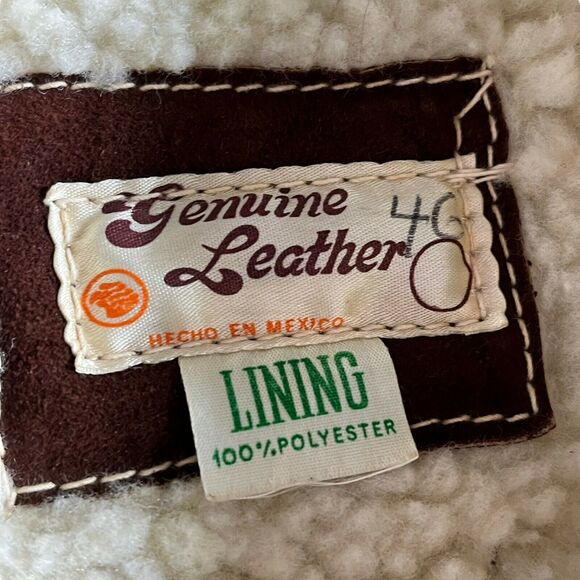 Genuine
Leather
46
HECHO EN MEXICO
LINING
100% POLYESTER